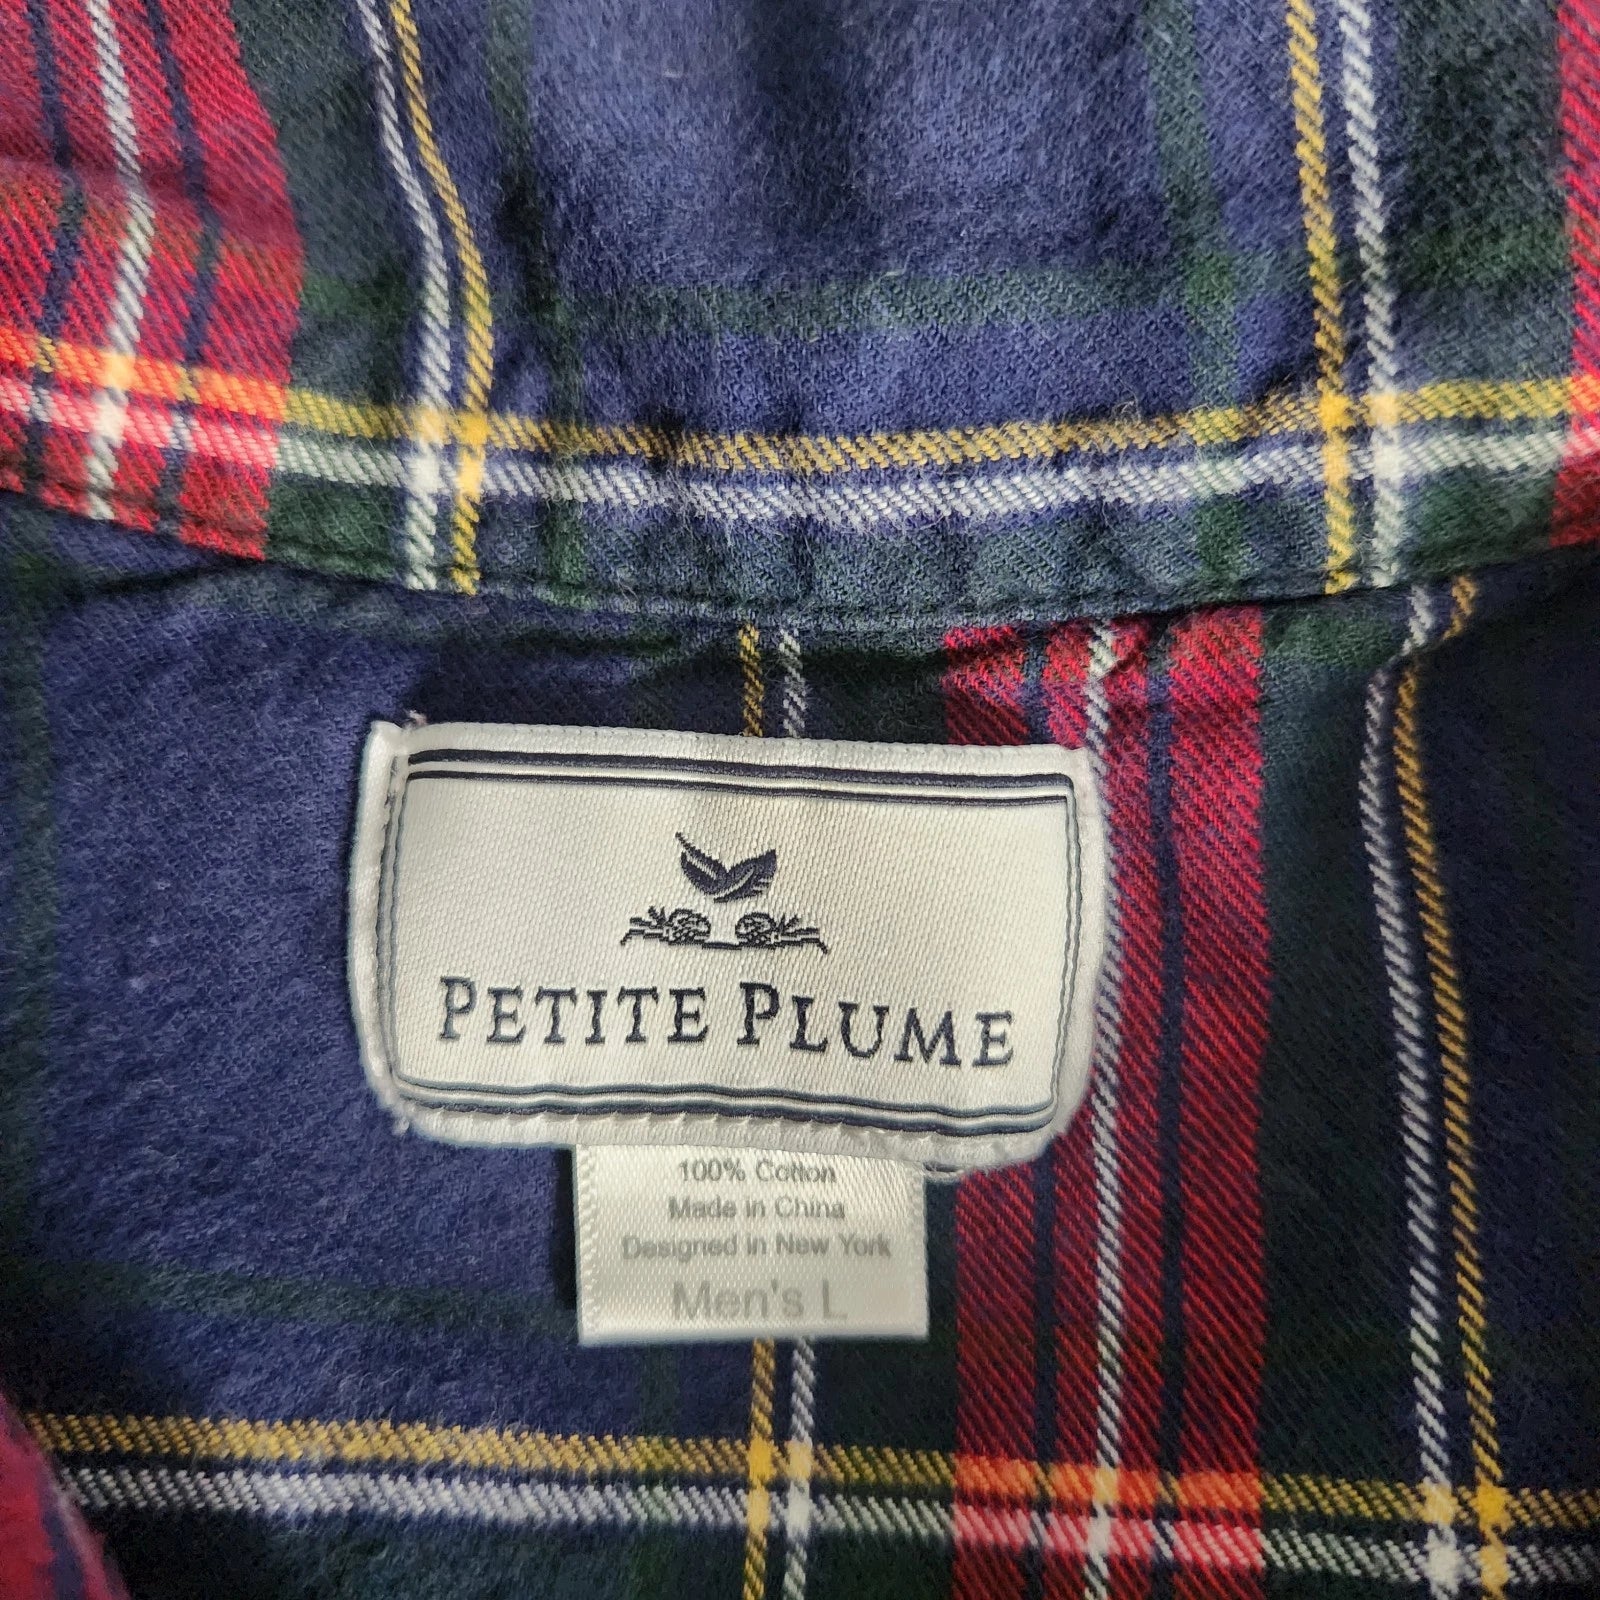 PETITE PLUME
100% Cotton
Made in China
Designed in New York
Men's L